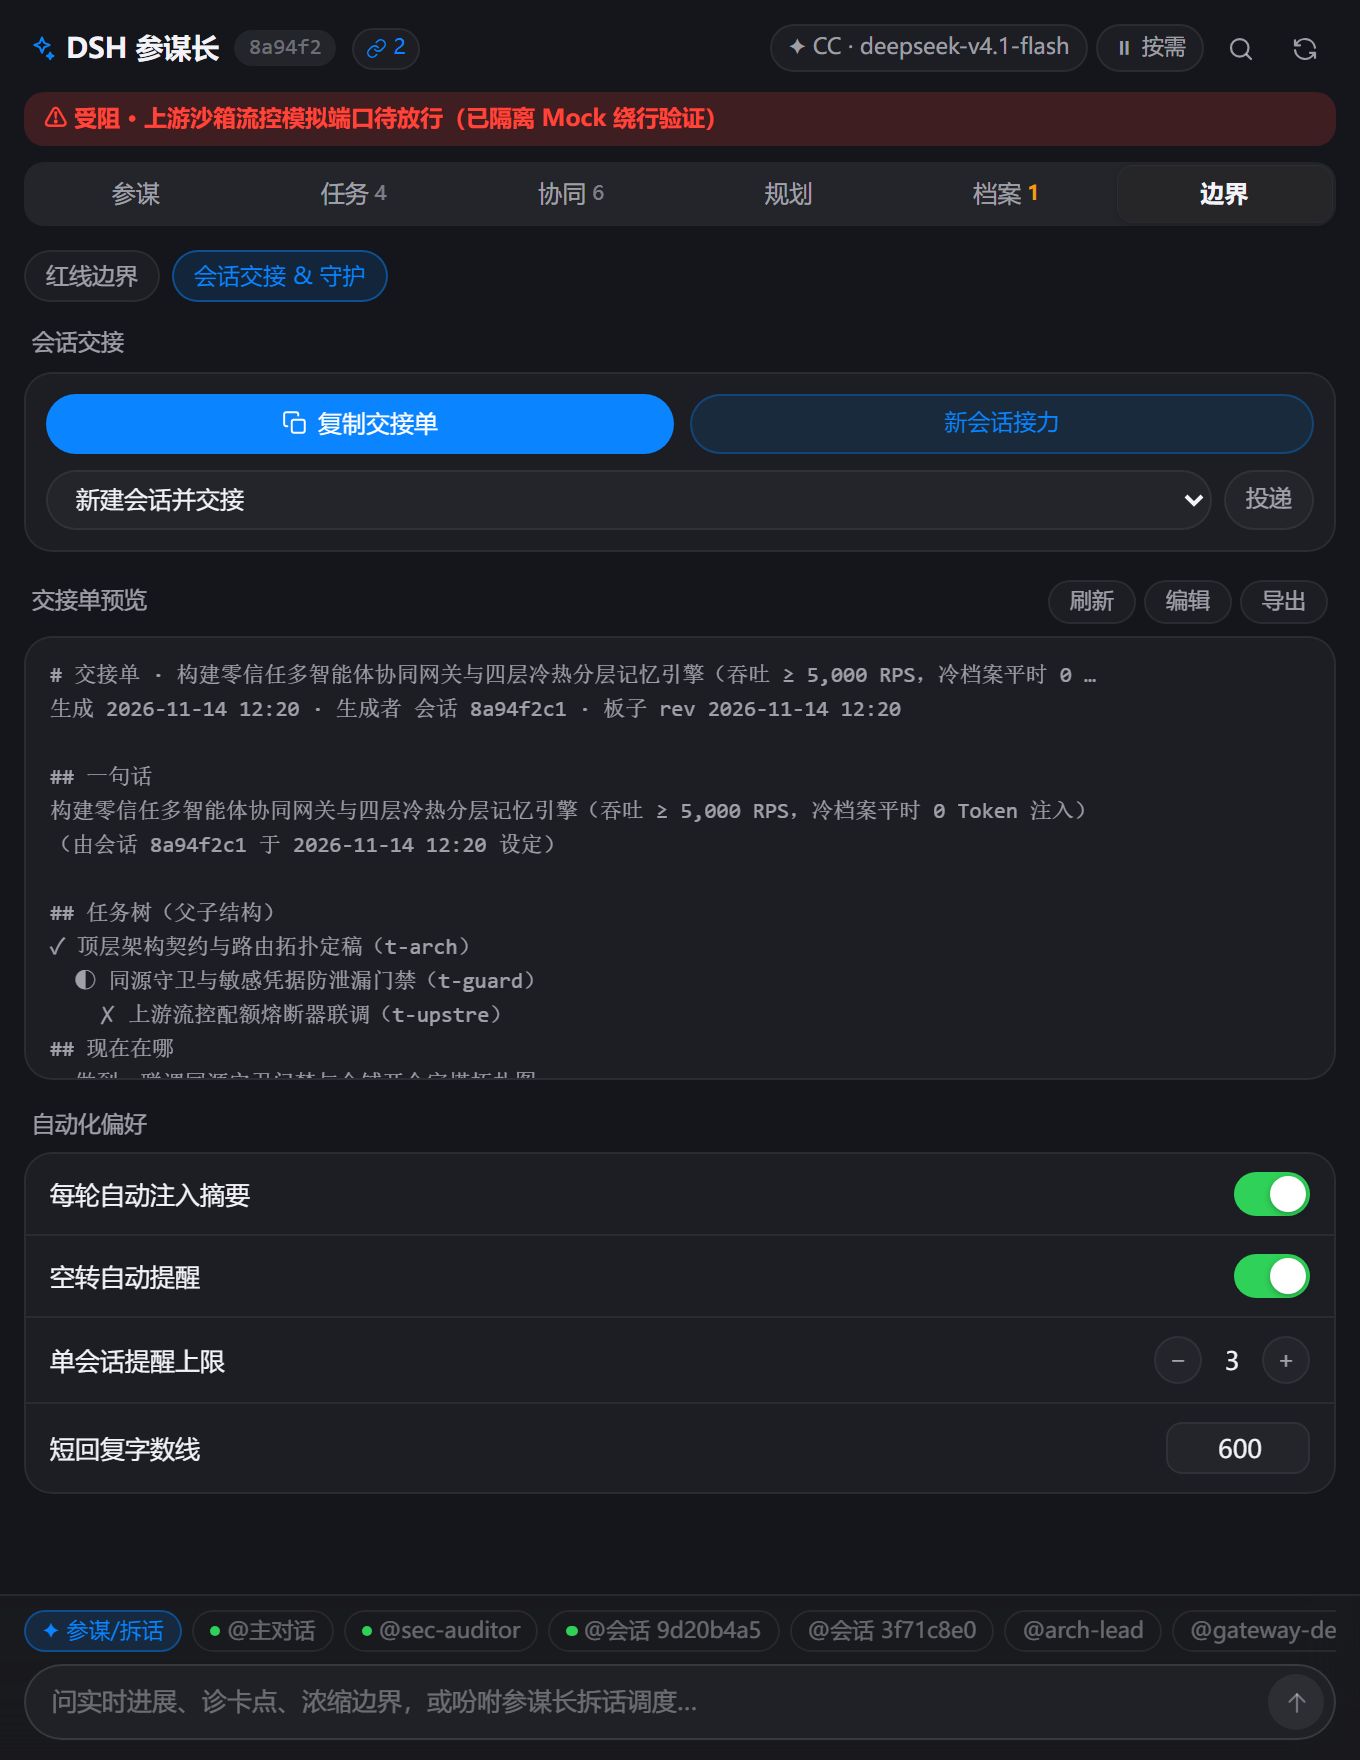 DSH 参谋长 8a94f2 2 CC · deepseek-v4.1-flash 按需
受阻 • 上游沙箱流控模拟端口待放行（已隔离 Mock 绕行验证）
参谋 任务 4 协同 6 规划 档案 1 边界
红线边界 会话交接 & 守护
会话交接
复制交接单 新会话接力
新建会话并交接 投递
交接单预览 刷新 编辑 导出
# 交接单 · 构建零信任多智能体协同网关与四层冷热分层记忆引擎（吞吐 ≥ 5,000 RPS，冷档案平时 0 …
生成 2026-11-14 12:20 · 生成者 会话 8a94f2c1 · 板子 rev 2026-11-14 12:20
## 一句话
构建零信任多智能体协同网关与四层冷热分层记忆引擎（吞吐 ≥ 5,000 RPS，冷档案平时 0 Token 注入）
（由会话 8a94f2c1 于 2026-11-14 12:20 设定）
## 任务树（父子结构）
✓ 顶层架构契约与路由拓扑定稿（t-arch）
◐ 同源守卫与敏感凭据防泄漏门禁（t-guard）
✗ 上游流控配额熔断器联调（t-upstre）
## 现在在哪
自动化偏好
每轮自动注入摘要
空转自动提醒
单会话提醒上限 − 3 +
短回复字数线 600
✦ 参谋/拆话 @主对话 @sec-auditor @会话 9d20b4a5 @会话 3f71c8e0 @arch-lead @gateway-de
问实时进展、诊卡点、浓缩边界，或吩咐参谋长拆话调度...